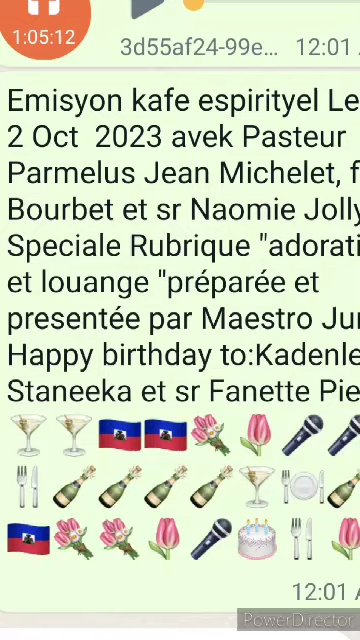 1:05:12
3d55af24-99e... 12:01
Emisyon kafe espirityel Le
2 Oct 2023 avek Pasteur
Parmelus Jean Michelet, f
Bourbet et sr Naomie Jolly
Speciale Rubrique "adorati
et louange "préparée et
presentée par Maestro Ju
Happy birthday to:Kadenle
Staneeka et sr Fanette Pie
12:01
PowerDirector